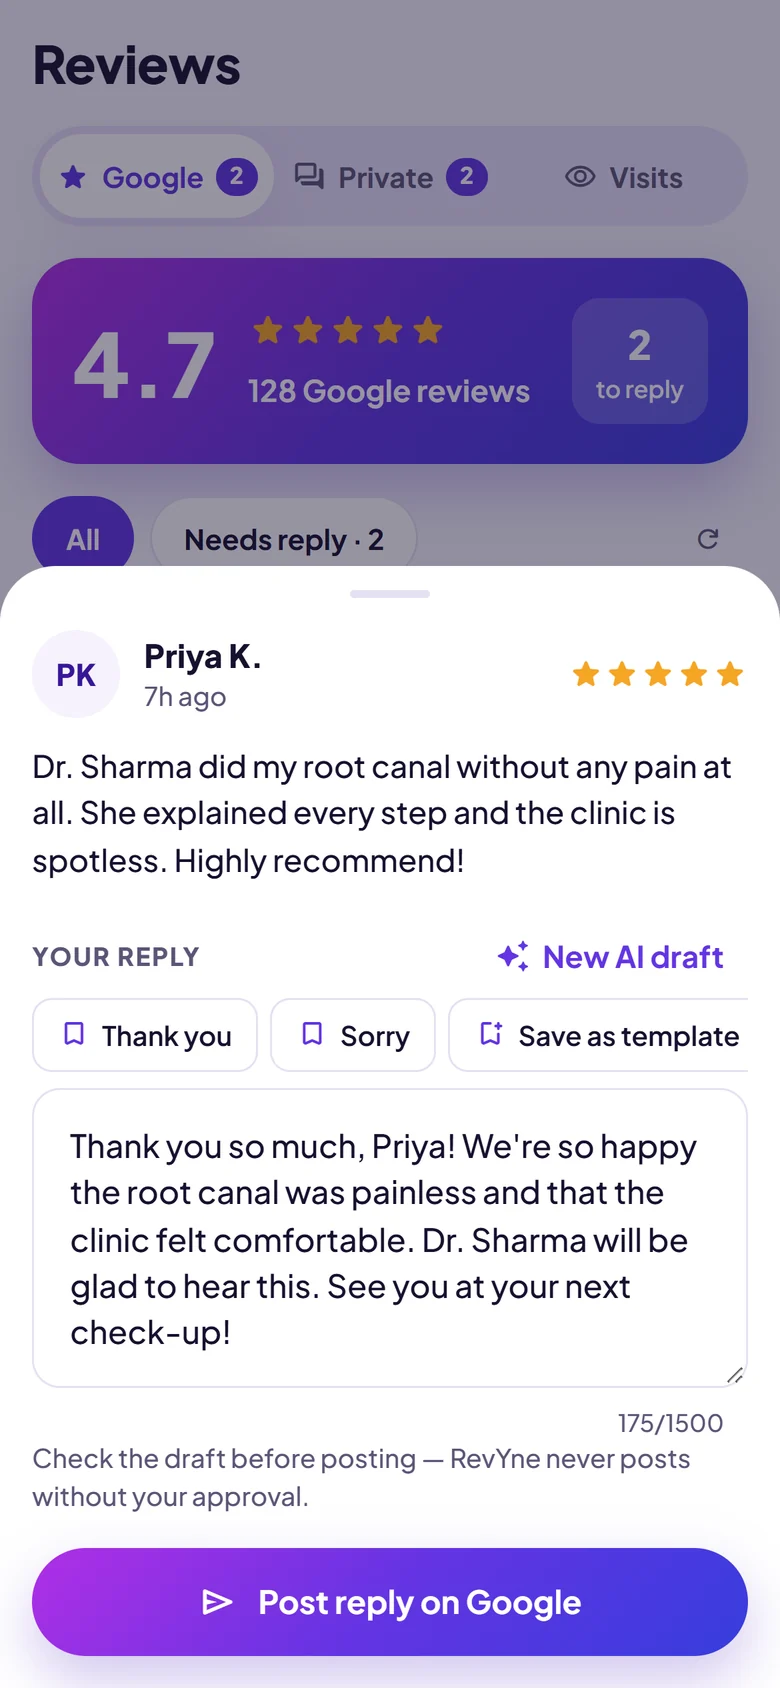 Reviews
Google 2
Private 2
Visits
4.7
128 Google reviews
2
to reply
All
Needs reply · 2
PK
Priya K.
7h ago
Dr. Sharma did my root canal without any pain at
all. She explained every step and the clinic is
spotless. Highly recommend!
YOUR REPLY
New AI draft
Thank you
Sorry
Save as template
Thank you so much, Priya! We're so happy
the root canal was painless and that the
clinic felt comfortable. Dr. Sharma will be
glad to hear this. See you at your next
check-up!
175/1500
Check the draft before posting — RevYne never posts
without your approval.
Post reply on Google